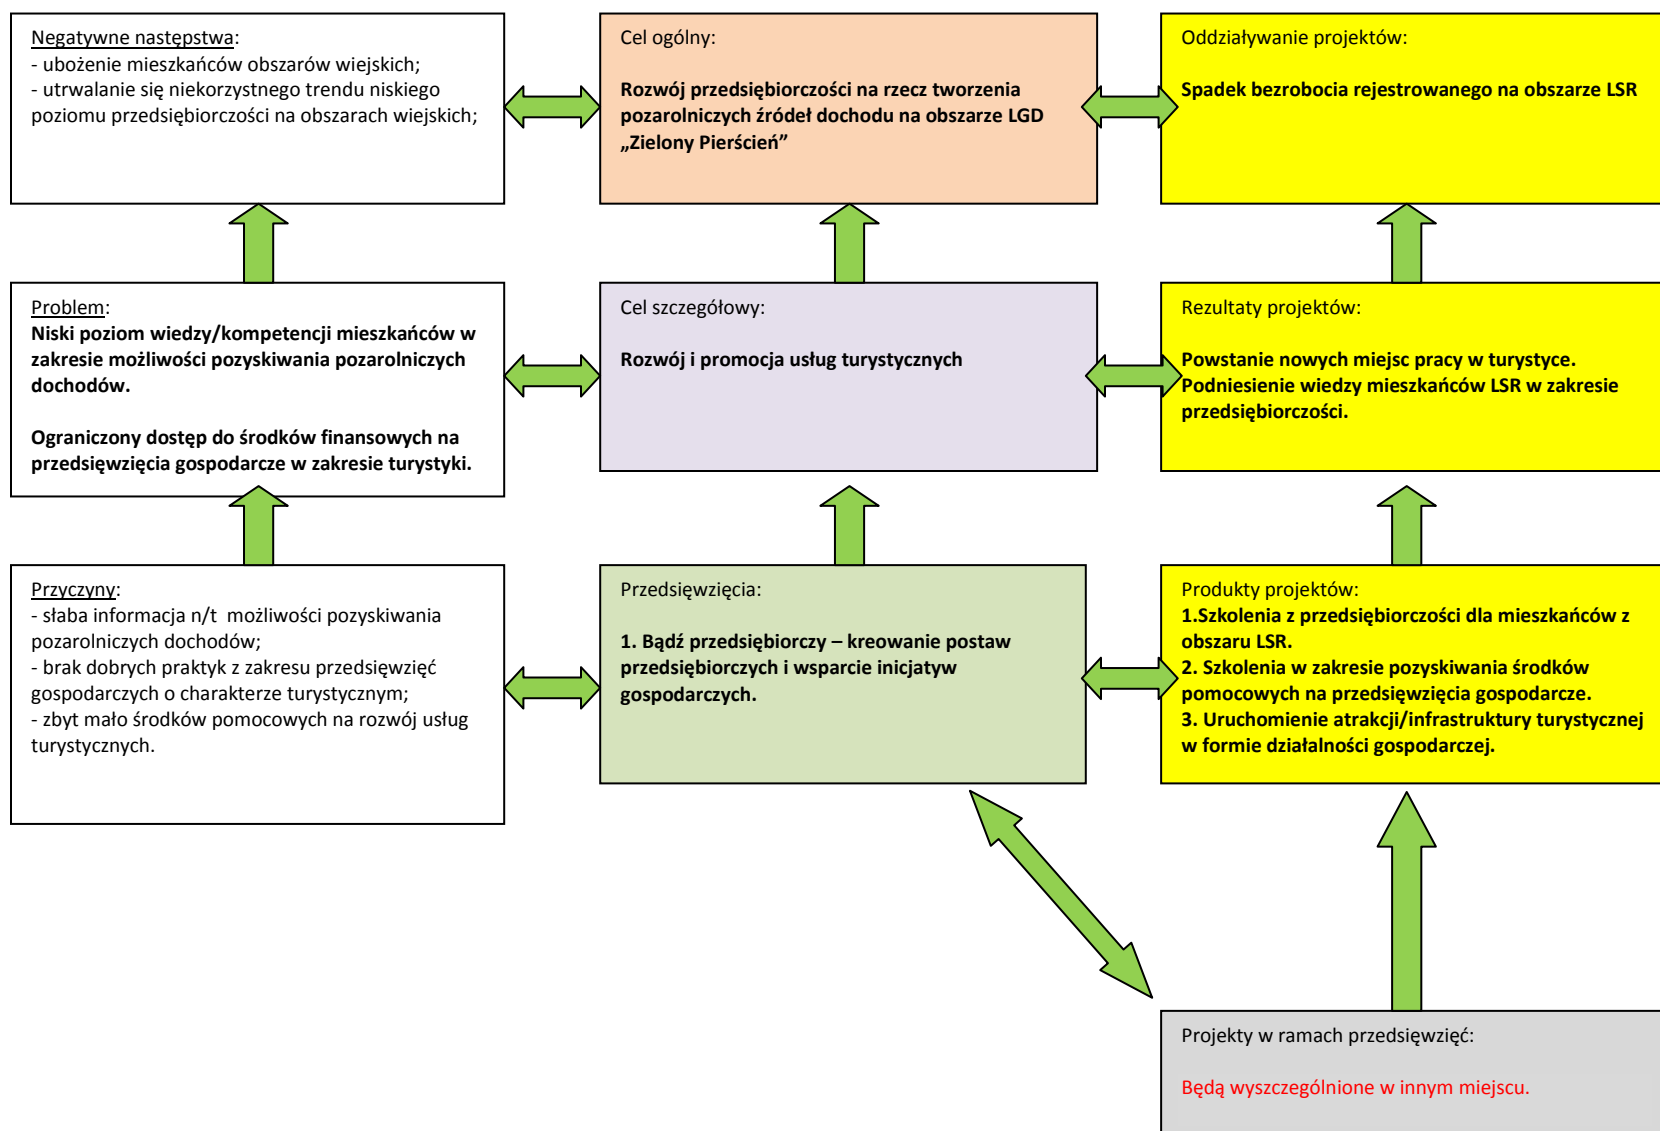 Negatywne następstwa:
- ubożenie mieszkańców obszarów wiejskich;
- utrwalanie się niekorzystnego trendu niskiego
poziomu przedsiębiorczości na obszarach wiejskich;
Cel ogólny:
Rozwój przedsiębiorczości na rzecz tworzenia
pozarolniczych źródeł dochodu na obszarze LGD
„Zielony Pierścień”
Oddziaływanie projektów:
Spadek bezrobocia rejestrowanego na obszarze LSR
Problem:
Niski poziom wiedzy/kompetencji mieszkańców w
zakresie możliwości pozyskiwania pozarolniczych
dochodów.
Ograniczony dostęp do środków finansowych na
przedsięwzięcia gospodarcze w zakresie turystyki.
Cel szczegółowy:
Rozwój i promocja usług turystycznych
Rezultaty projektów:
Powstanie nowych miejsc pracy w turystyce.
Podniesienie wiedzy mieszkańców LSR w zakresie
przedsiębiorczości.
Przyczyny:
- słaba informacja n/t  możliwości pozyskiwania
pozarolniczych dochodów;
- brak dobrych praktyk z zakresu przedsięwzięć
gospodarczych o charakterze turystycznym;
- zbyt mało środków pomocowych na rozwój usług
turystycznych.
Przedsięwzięcia:
1. Bądź przedsiębiorczy – kreowanie postaw
przedsiębiorczych i wsparcie inicjatyw
gospodarczych.
Produkty projektów:
1.Szkolenia z przedsiębiorczości dla mieszkańców z
obszaru LSR.
2. Szkolenia w zakresie pozyskiwania środków
pomocowych na przedsięwzięcia gospodarcze.
3. Uruchomienie atrakcji/infrastruktury turystycznej
w formie działalności gospodarczej.
Projekty w ramach przedsięwzięć:
Będą wyszczególnione w innym miejscu.